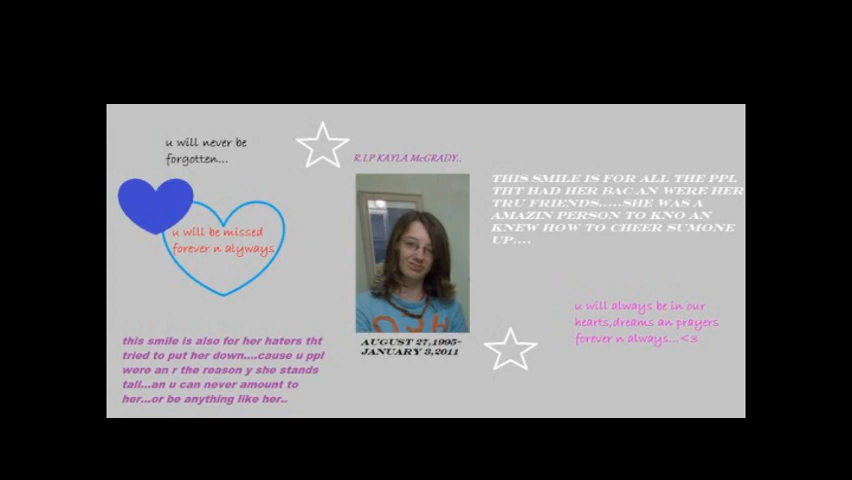 u will never be
forgotten...
R.I.P KAYLA McGRADY..
u will be missed
forever n alyways
THIS SMILE IS FOR ALL THE PPL
THT HAD HER BAC AN WERE HER
TRU FRIENDS.....SHE WAS A
AMAZIN PERSON TO KNO AN
KNEW HOW TO CHEER SUMONE
UP....
u will always be in our
hearts,dreams an prayers
forever n always...<3
AUGUST 27,1995-
JANUARY 3,2011
this smile is also for her haters tht
tried to put her down....cause u ppl
were an r the reason y she stands
tall...an u can never amount to
her...or be anything like her..